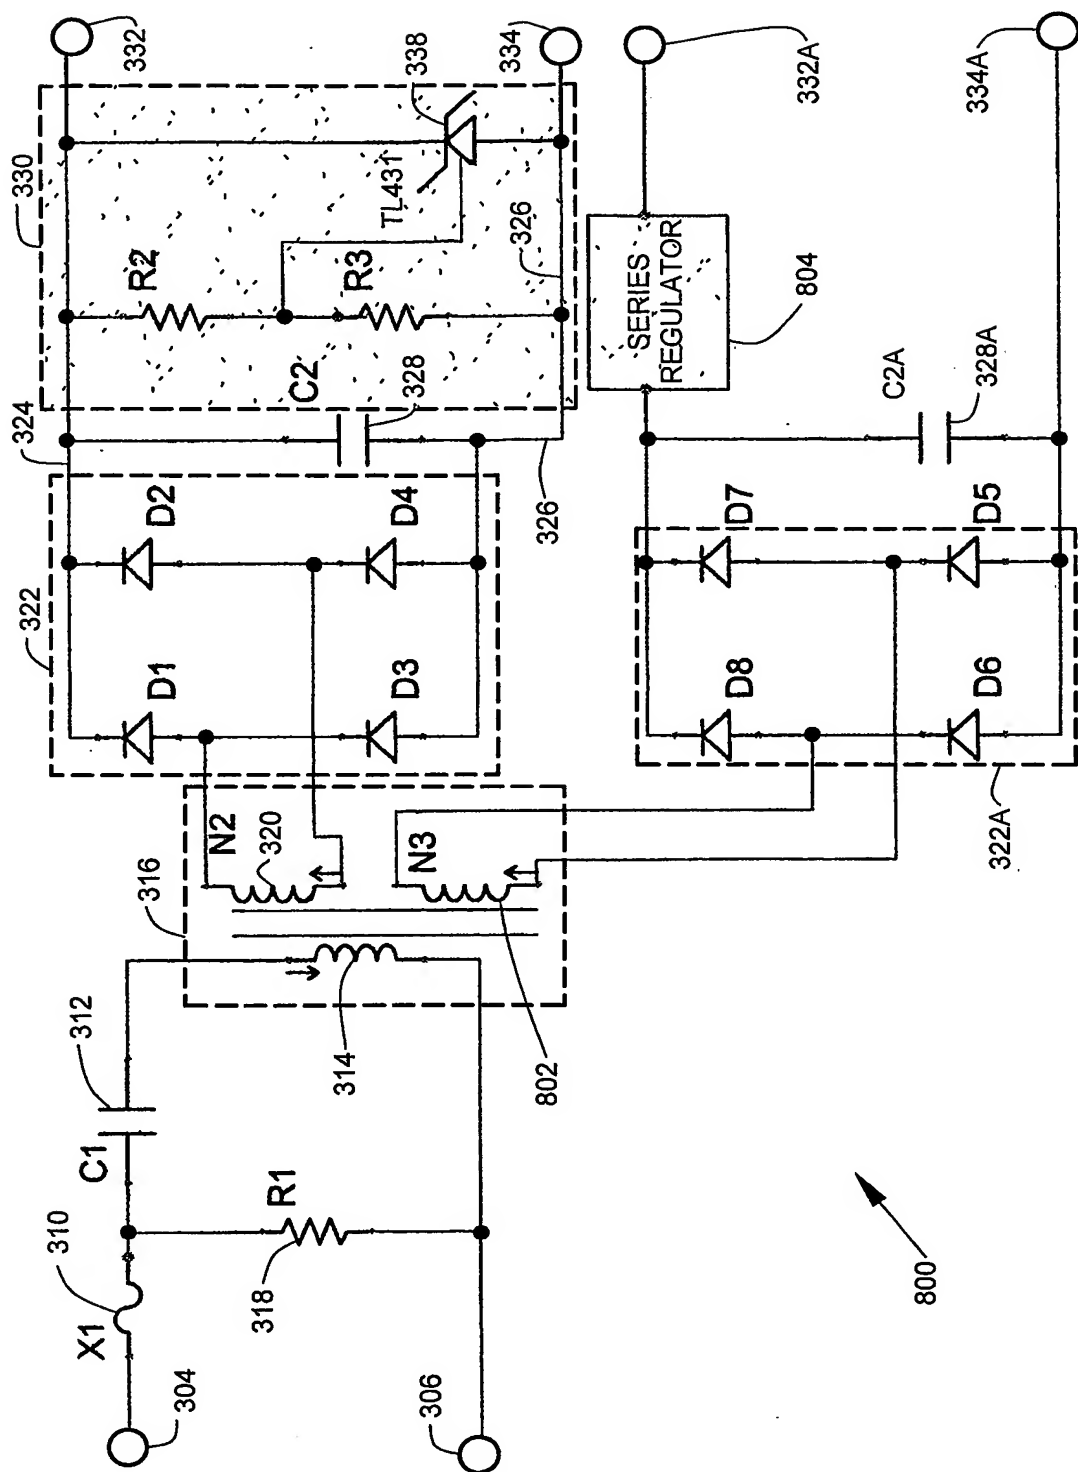 332
334
332A
334A
330
R2
R3
TL431
338
326
SERIES
REGULATOR
804
324
C2
328
326
C2A
328A
322
D1
D2
D3
D4
D7
D5
D8
D6
322A
316
N2
320
N3
314
802
312
C1
310
X1
R1
318
304
306
800